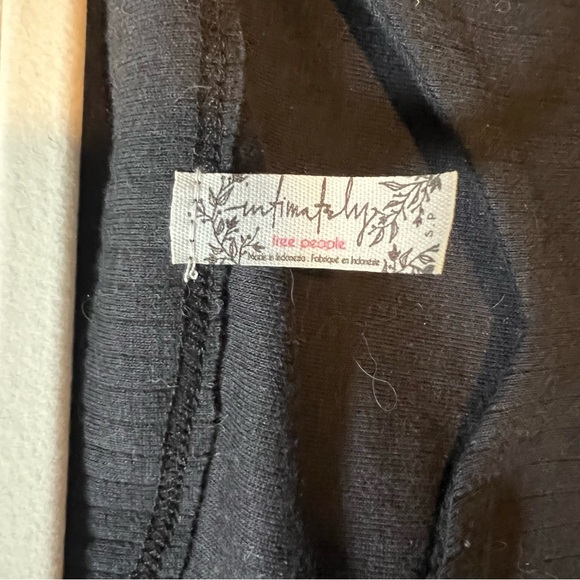 intimately
free people
Made in Indonesia . Fabriqué en Indonésie
S P